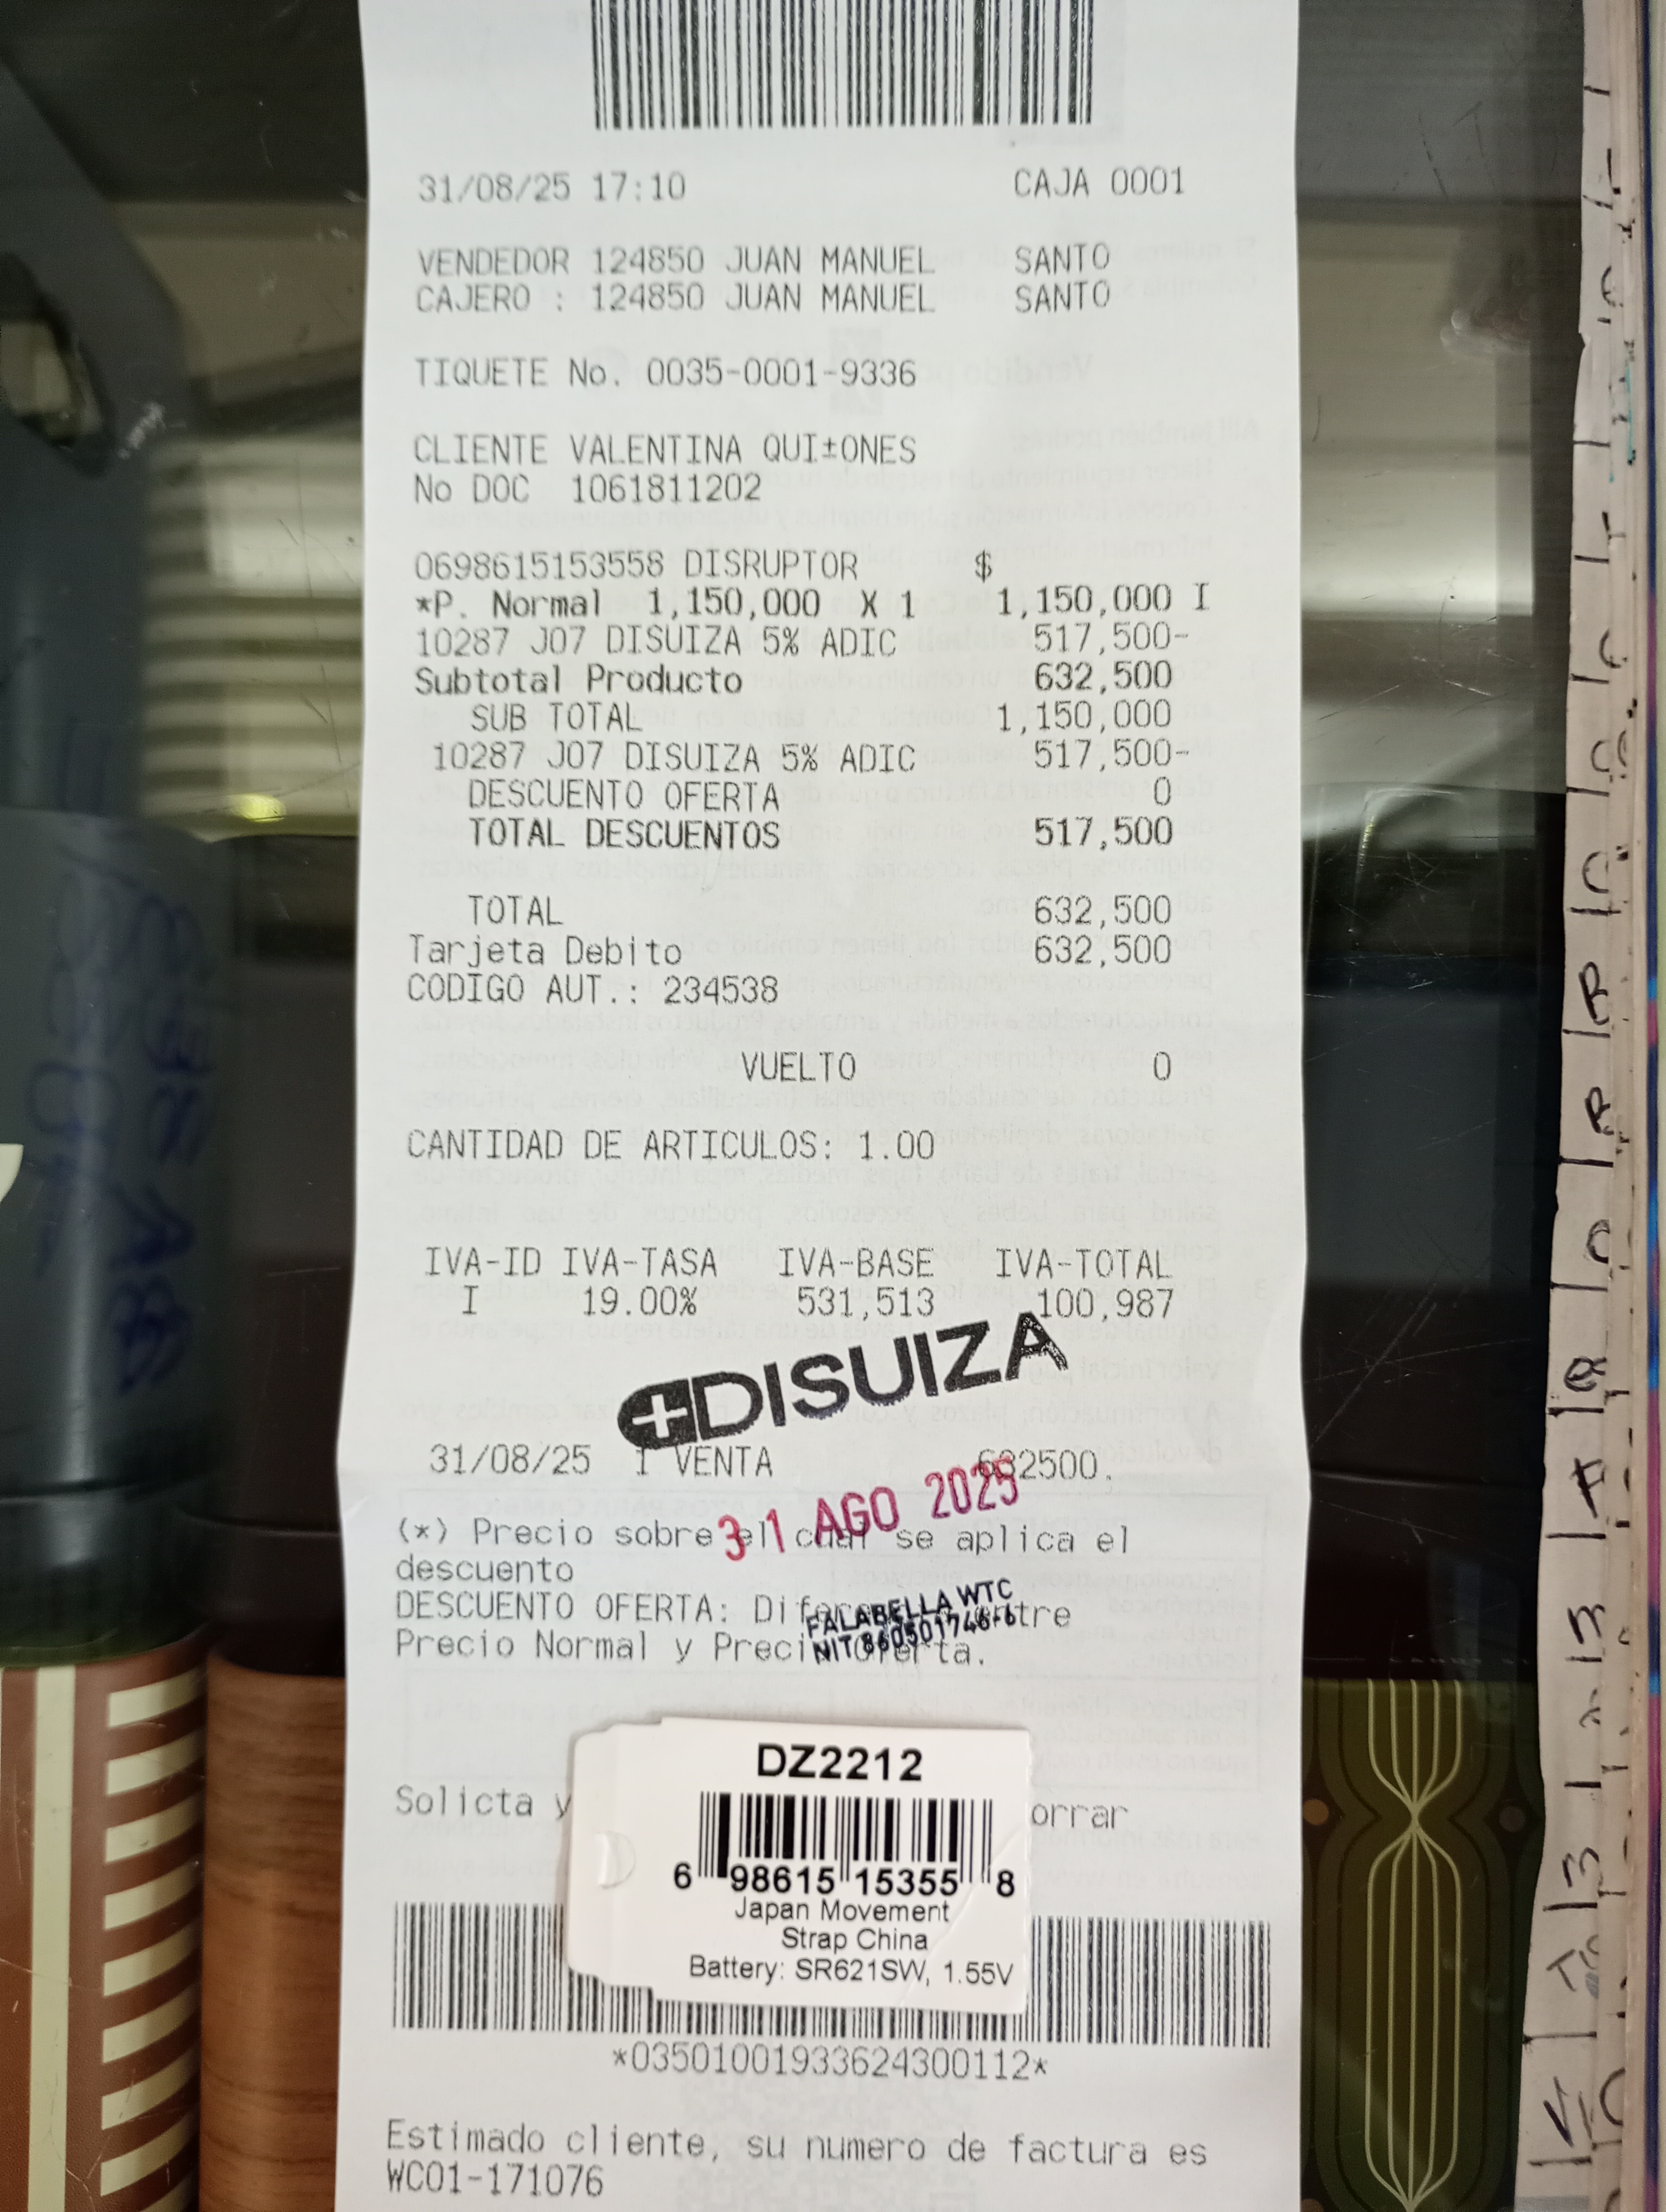 31/08/25 17:10 CAJA 0001
VENDEDOR 124850 JUAN MANUEL SANTO
CAJERO : 124850 JUAN MANUEL SANTO
TIQUETE No. 0035-0001-9336
CLIENTE VALENTINA QUI±ONES
No DOC 1061811202
0698615153558 DISRUPTOR $
*P. Normal 1,150,000 X 1 1,150,000 I
10287 J07 DISUIZA 5% ADIC 517,500-
Subtotal Producto 632,500
SUB TOTAL 1,150,000
10287 J07 DISUIZA 5% ADIC 517,500-
DESCUENTO OFERTA 0
TOTAL DESCUENTOS 517,500
TOTAL 632,500
Tarjeta Debito 632,500
CODIGO AUT.: 234538
VUELTO 0
CANTIDAD DE ARTICULOS: 1.00
IVA-ID IVA-TASA IVA-BASE IVA-TOTAL
I 19.00% 531,513 100,987
DISUIZA
31/08/25 1 VENTA 632500.
31 AGO 2025
(*) Precio sobre el cual se aplica el
descuento
DESCUENTO OFERTA: Diferencia entre
FALABELLA WTC
NIT 860501746-6
Precio Normal y Precio Oferta.
DZ2212
Solicta y orrar
6 98615 15355 8
Japan Movement
Strap China
Battery: SR621SW, 1.55V
*03501001933624300112*
Estimado cliente, su numero de factura es
WC01-171076